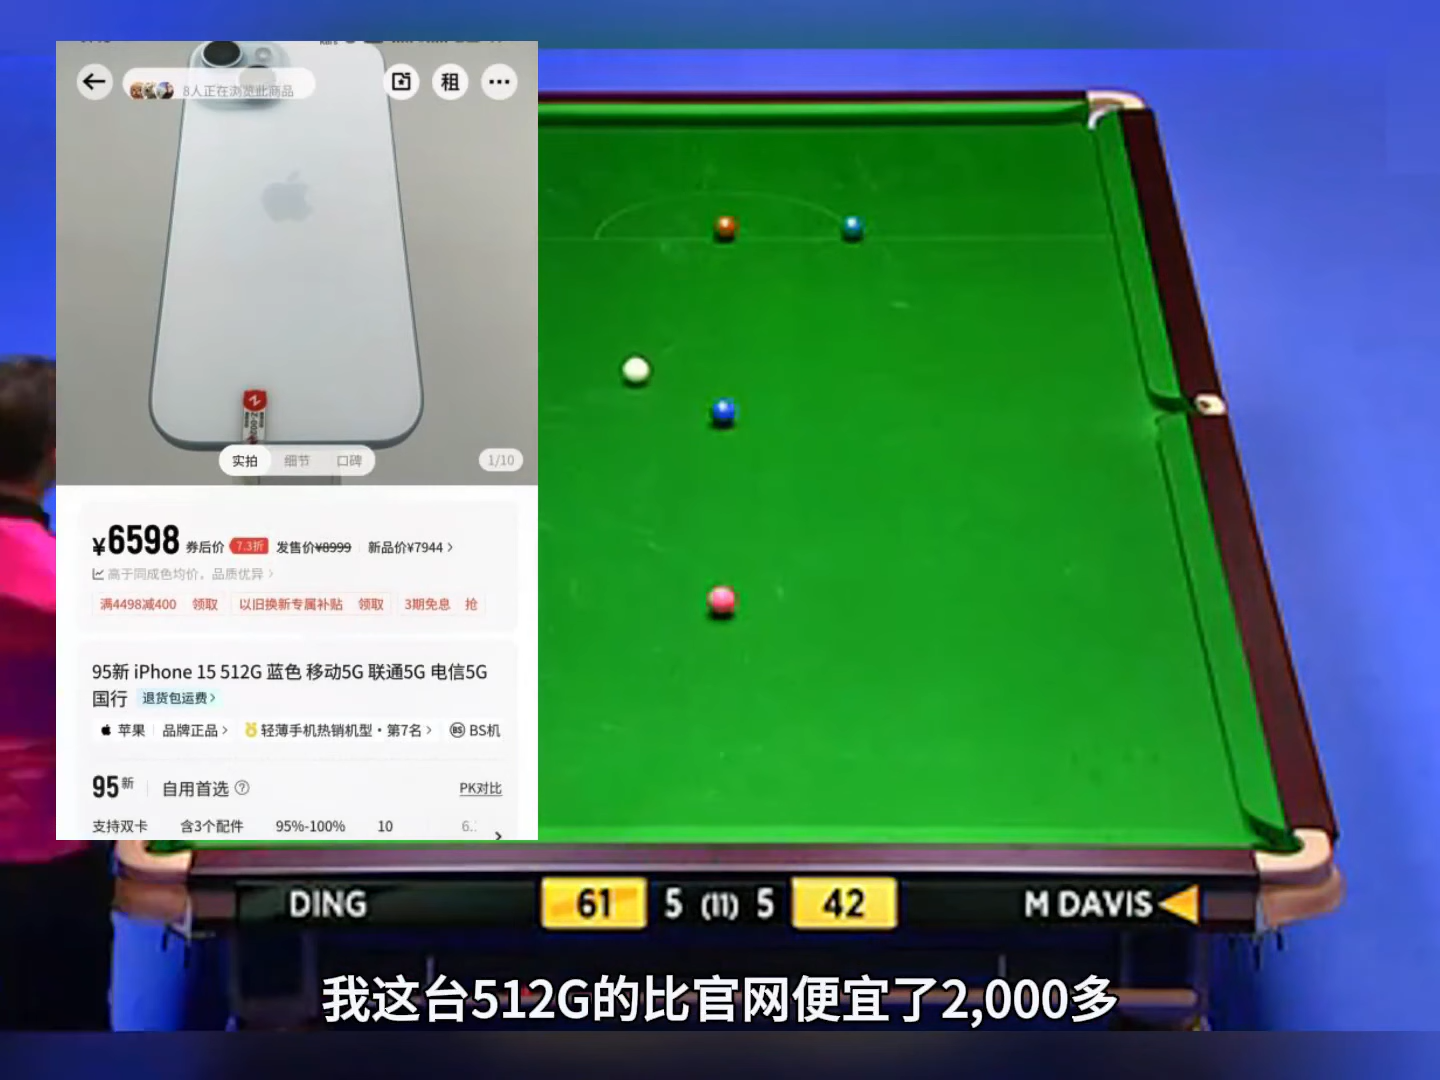 8人正在浏览此商品
租
实拍 细节 口碑
1/10
¥6598 券后价 7.3折 发售价¥8999 新品价¥7944
高于同成色均价，品质优异
满4498减400 领取 以旧换新专属补贴 领取 3期免息 抢
95新 iPhone 15 512G 蓝色 移动5G 联通5G 电信5G
国行 退货包运费
苹果 品牌正品 轻薄手机热销机型·第7名 BS BS机
95新 自用首选 PK对比
支持双卡 含3个配件 95%-100% 10
DING 61 5 (11) 5 42 M DAVIS
我这台512G的比官网便宜了2,000多